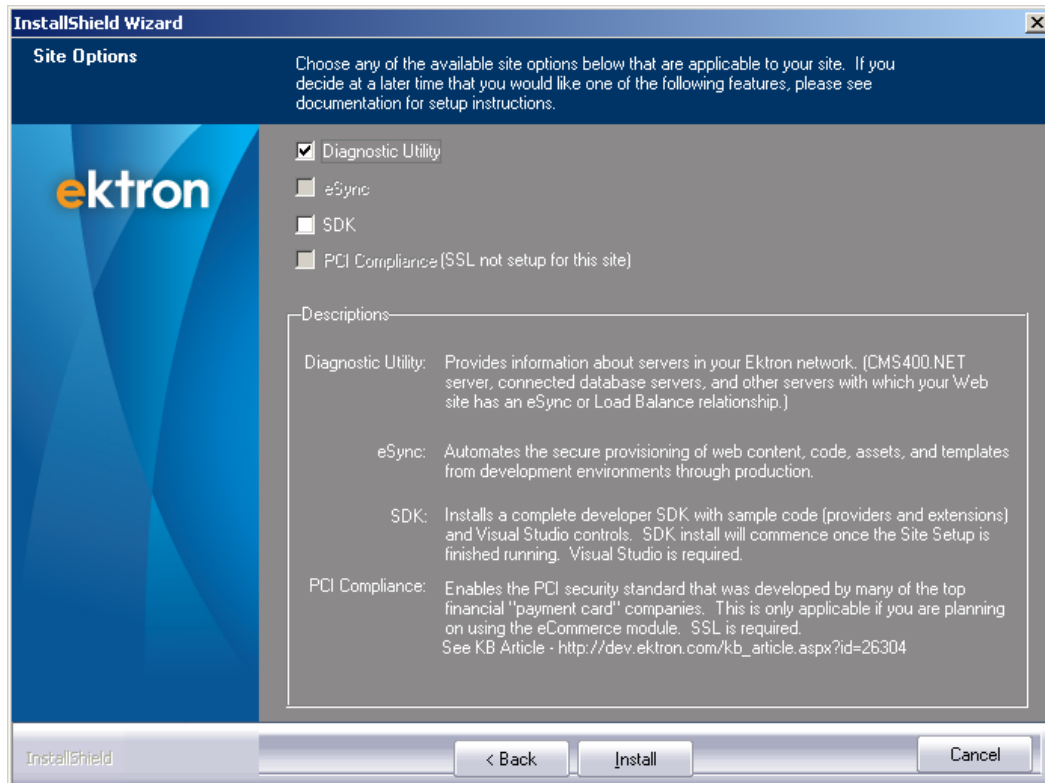 InstallShield Wizard
Site Options
Choose any of the available site options below that are applicable to your site.  If you
decide at a later time that you would like one of the following features, please see
documentation for setup instructions.
ektron
Diagnostic Utility
eSync
SDK
PCI Compliance (SSL not setup for this site)
Descriptions
Diagnostic Utility: Provides information about servers in your Ektron network. (CMS400.NET
server, connected database servers, and other servers with which your Web
site has an eSync or Load Balance relationship.)
eSync: Automates the secure provisioning of web content, code, assets, and templates
from development environments through production.
SDK: Installs a complete developer SDK with sample code (providers and extensions)
and Visual Studio controls.  SDK install will commence once the Site Setup is
finished running.  Visual Studio is required.
PCI Compliance: Enables the PCI security standard that was developed by many of the top
financial "payment card" companies.  This is only applicable if you are planning
on using the eCommerce module.  SSL is required.
See KB Article - http://dev.ektron.com/kb_article.aspx?id=26304
InstallShield
< Back
Install
Cancel